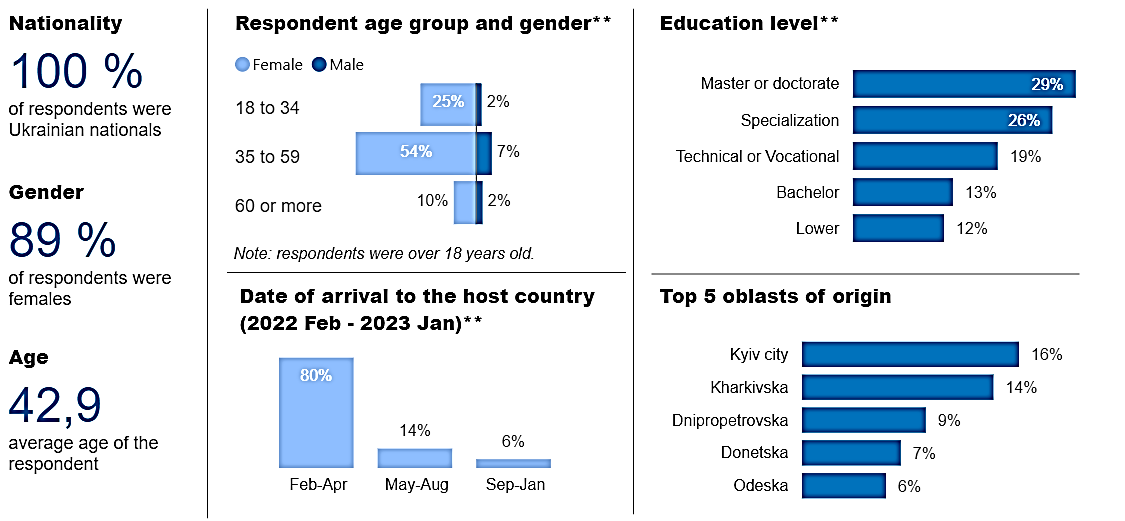 Nationality
100 %
of respondents were
Ukrainian nationals
Gender
89 %
of respondents were
females
Age
42,9
average age of the
respondent
Respondent age group and gender**
Female Male
18 to 34 25% 2%
35 to 59 54% 7%
60 or more 10% 2%
Note: respondents were over 18 years old.
Date of arrival to the host country
(2022 Feb - 2023 Jan)**
80%
14%
6%
Feb-Apr May-Aug Sep-Jan
Education level**
Master or doctorate 29%
Specialization 26%
Technical or Vocational 19%
Bachelor 13%
Lower 12%
Top 5 oblasts of origin
Kyiv city 16%
Kharkivska 14%
Dnipropetrovska 9%
Donetska 7%
Odeska 6%